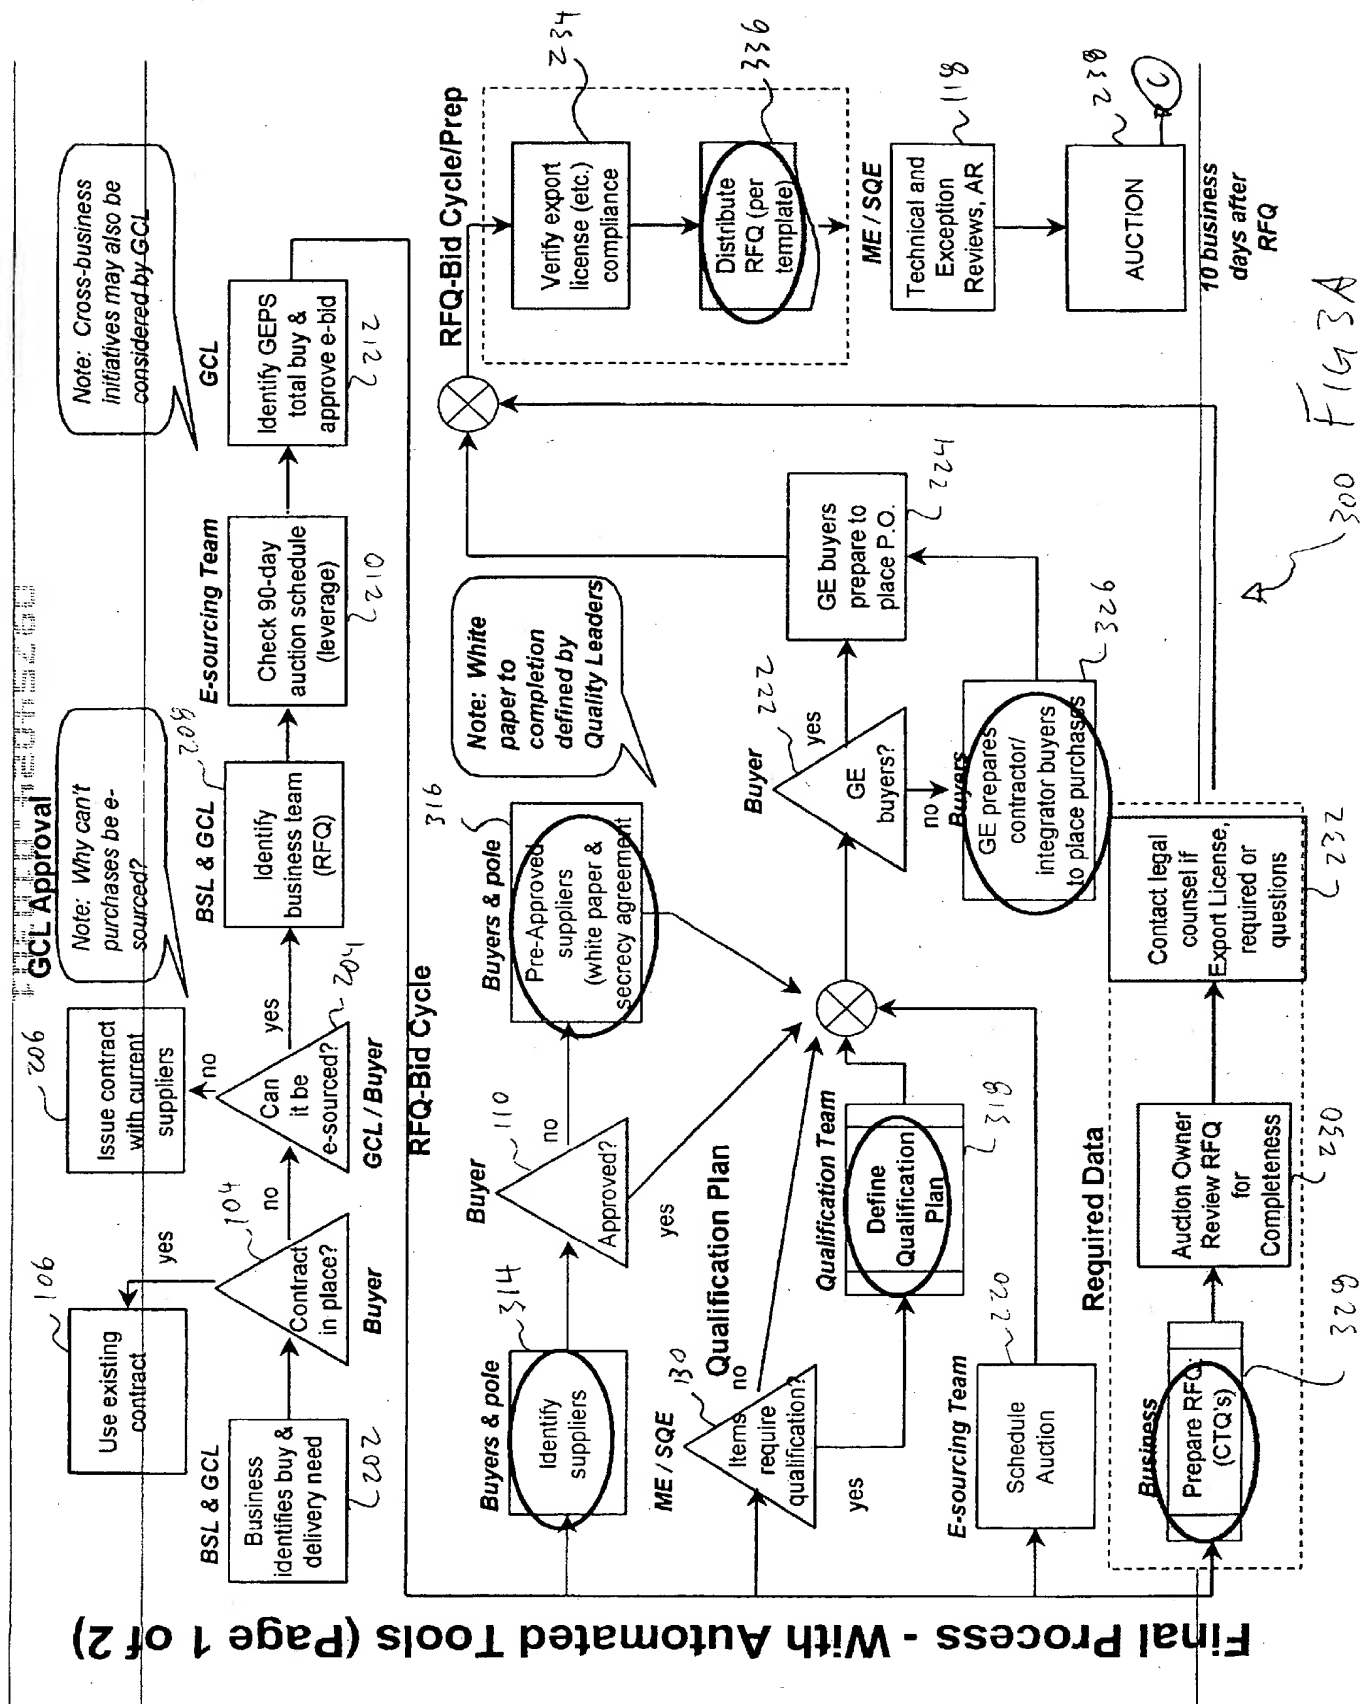 Final Process - With Automated Tools (Page 1 of 2)
GCL Approval
Note: Why can't
purchases be e-
sourced?
Note: Cross-business
initiatives may also be
considered by GCL
106
Use existing
contract
206
Issue contract
with current
suppliers
yes
no
BSL & GCL
Business
identifies buy &
delivery need
202
104
Contract
in place?
Buyer
no
204
Can
it be
e-sourced?
GCL / Buyer
yes
208
BSL & GCL
Identify
business team
(RFQ)
E-sourcing Team
Check 90-day
auction schedule
(leverage)
210
GCL
Identify GEPS
total buy &
approve e-bid
212
RFQ-Bid Cycle
Buyers & pole
314
Identify
suppliers
Buyer
110
Approved?
no
yes
316
Buyers & pole
Pre-Approved
suppliers
(white paper &
secrecy agreement
Note: White
paper to
completion
defined by
Quality Leaders
Qualification Plan
ME / SQE
130
Items
require
qualification?
no
yes
Qualification Team
Define
Qualification
Plan
318
E-sourcing Team
220
Schedule
Auction
Buyer
222
GE
buyers?
yes
no
GE buyers
prepare to
place P.O.
224
Buyers
GE prepares
contractor/
integrator buyers
to place purchases
326
Required Data
Business
Prepare RFQ
(CTQ's)
328
Auction Owner
Review RFQ
for
Completeness
230
Contact legal
counsel if
Export License,
required or
questions
232
RFQ-Bid Cycle/Prep
Verify export
license (etc.)
compliance
234
Distribute
RFQ (per
template)
336
ME / SQE
Technical and
Exception
Reviews, AR
118
AUCTION
238
C
10 business
days after
RFQ
300 FIG 3A